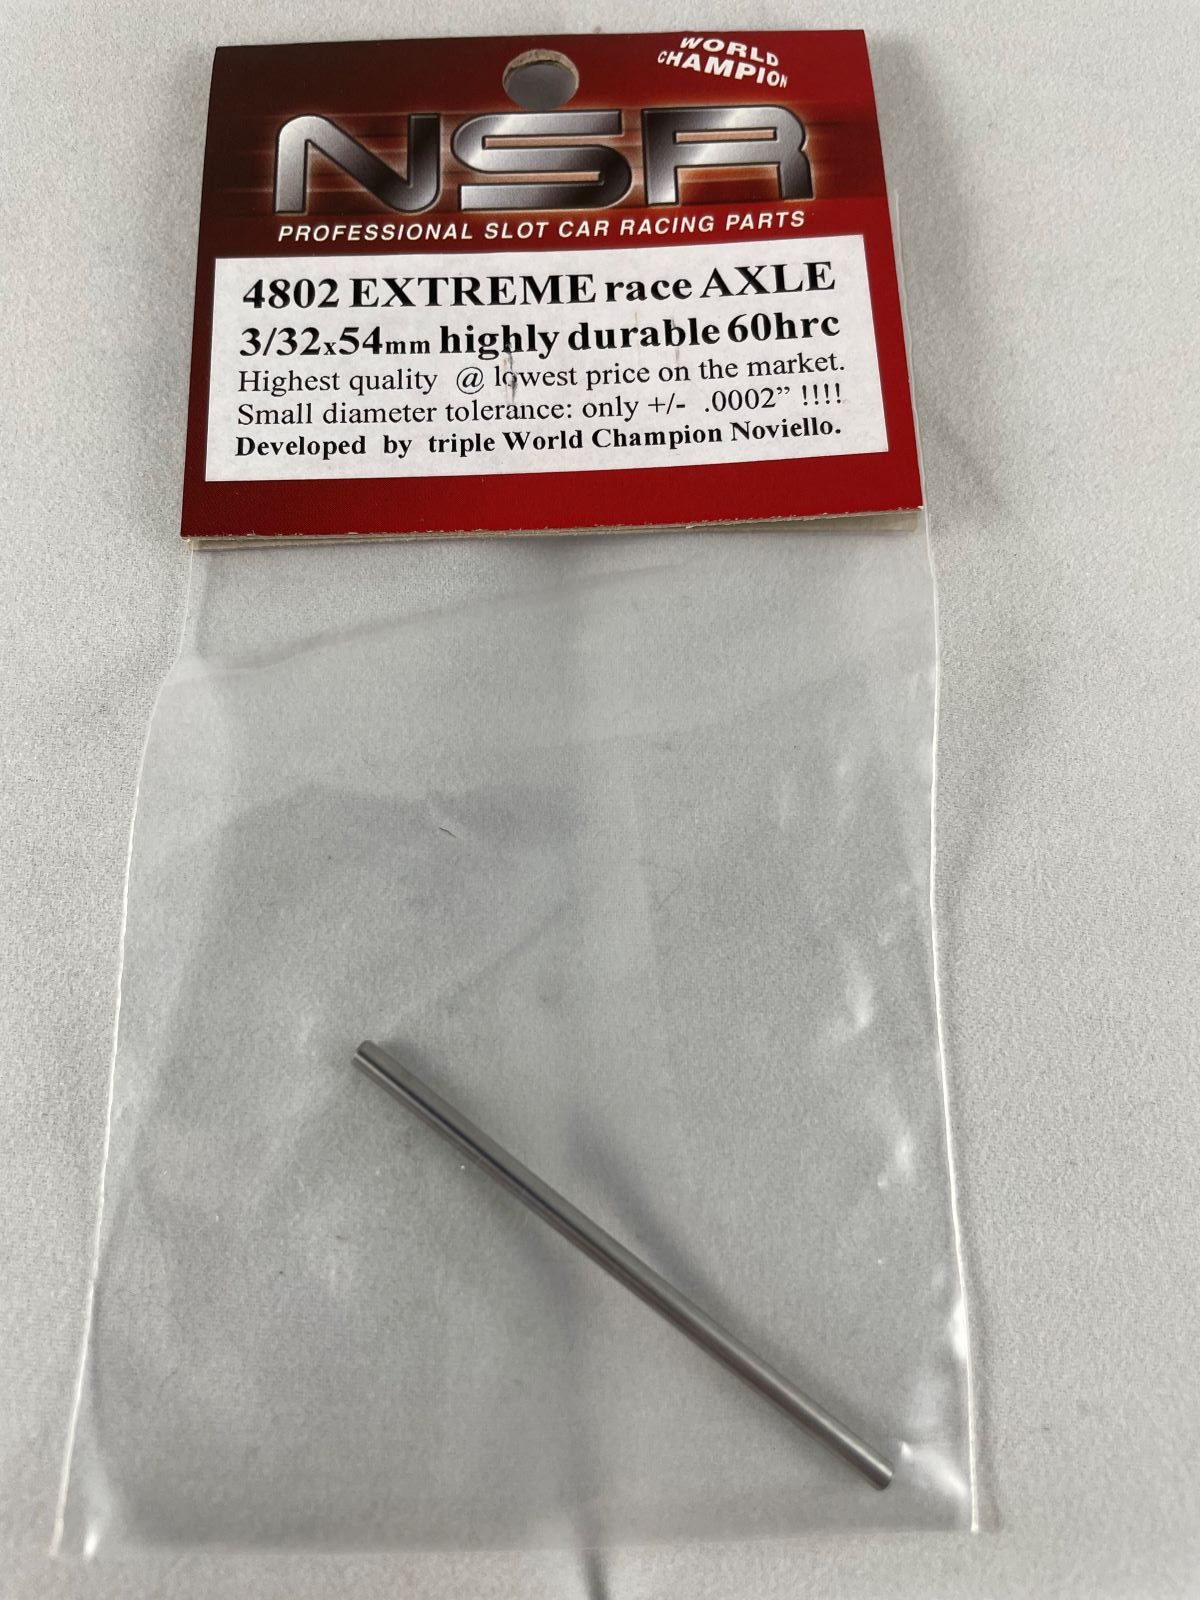 WORLD
CHAMPION
NSR
PROFESSIONAL SLOT CAR RACING PARTS
4802 EXTREME race AXLE
3/32x54mm highly durable 60hrc
Highest quality @ lowest price on the market.
Small diameter tolerance: only +/- .0002” !!!!
Developed by triple World Champion Noviello.